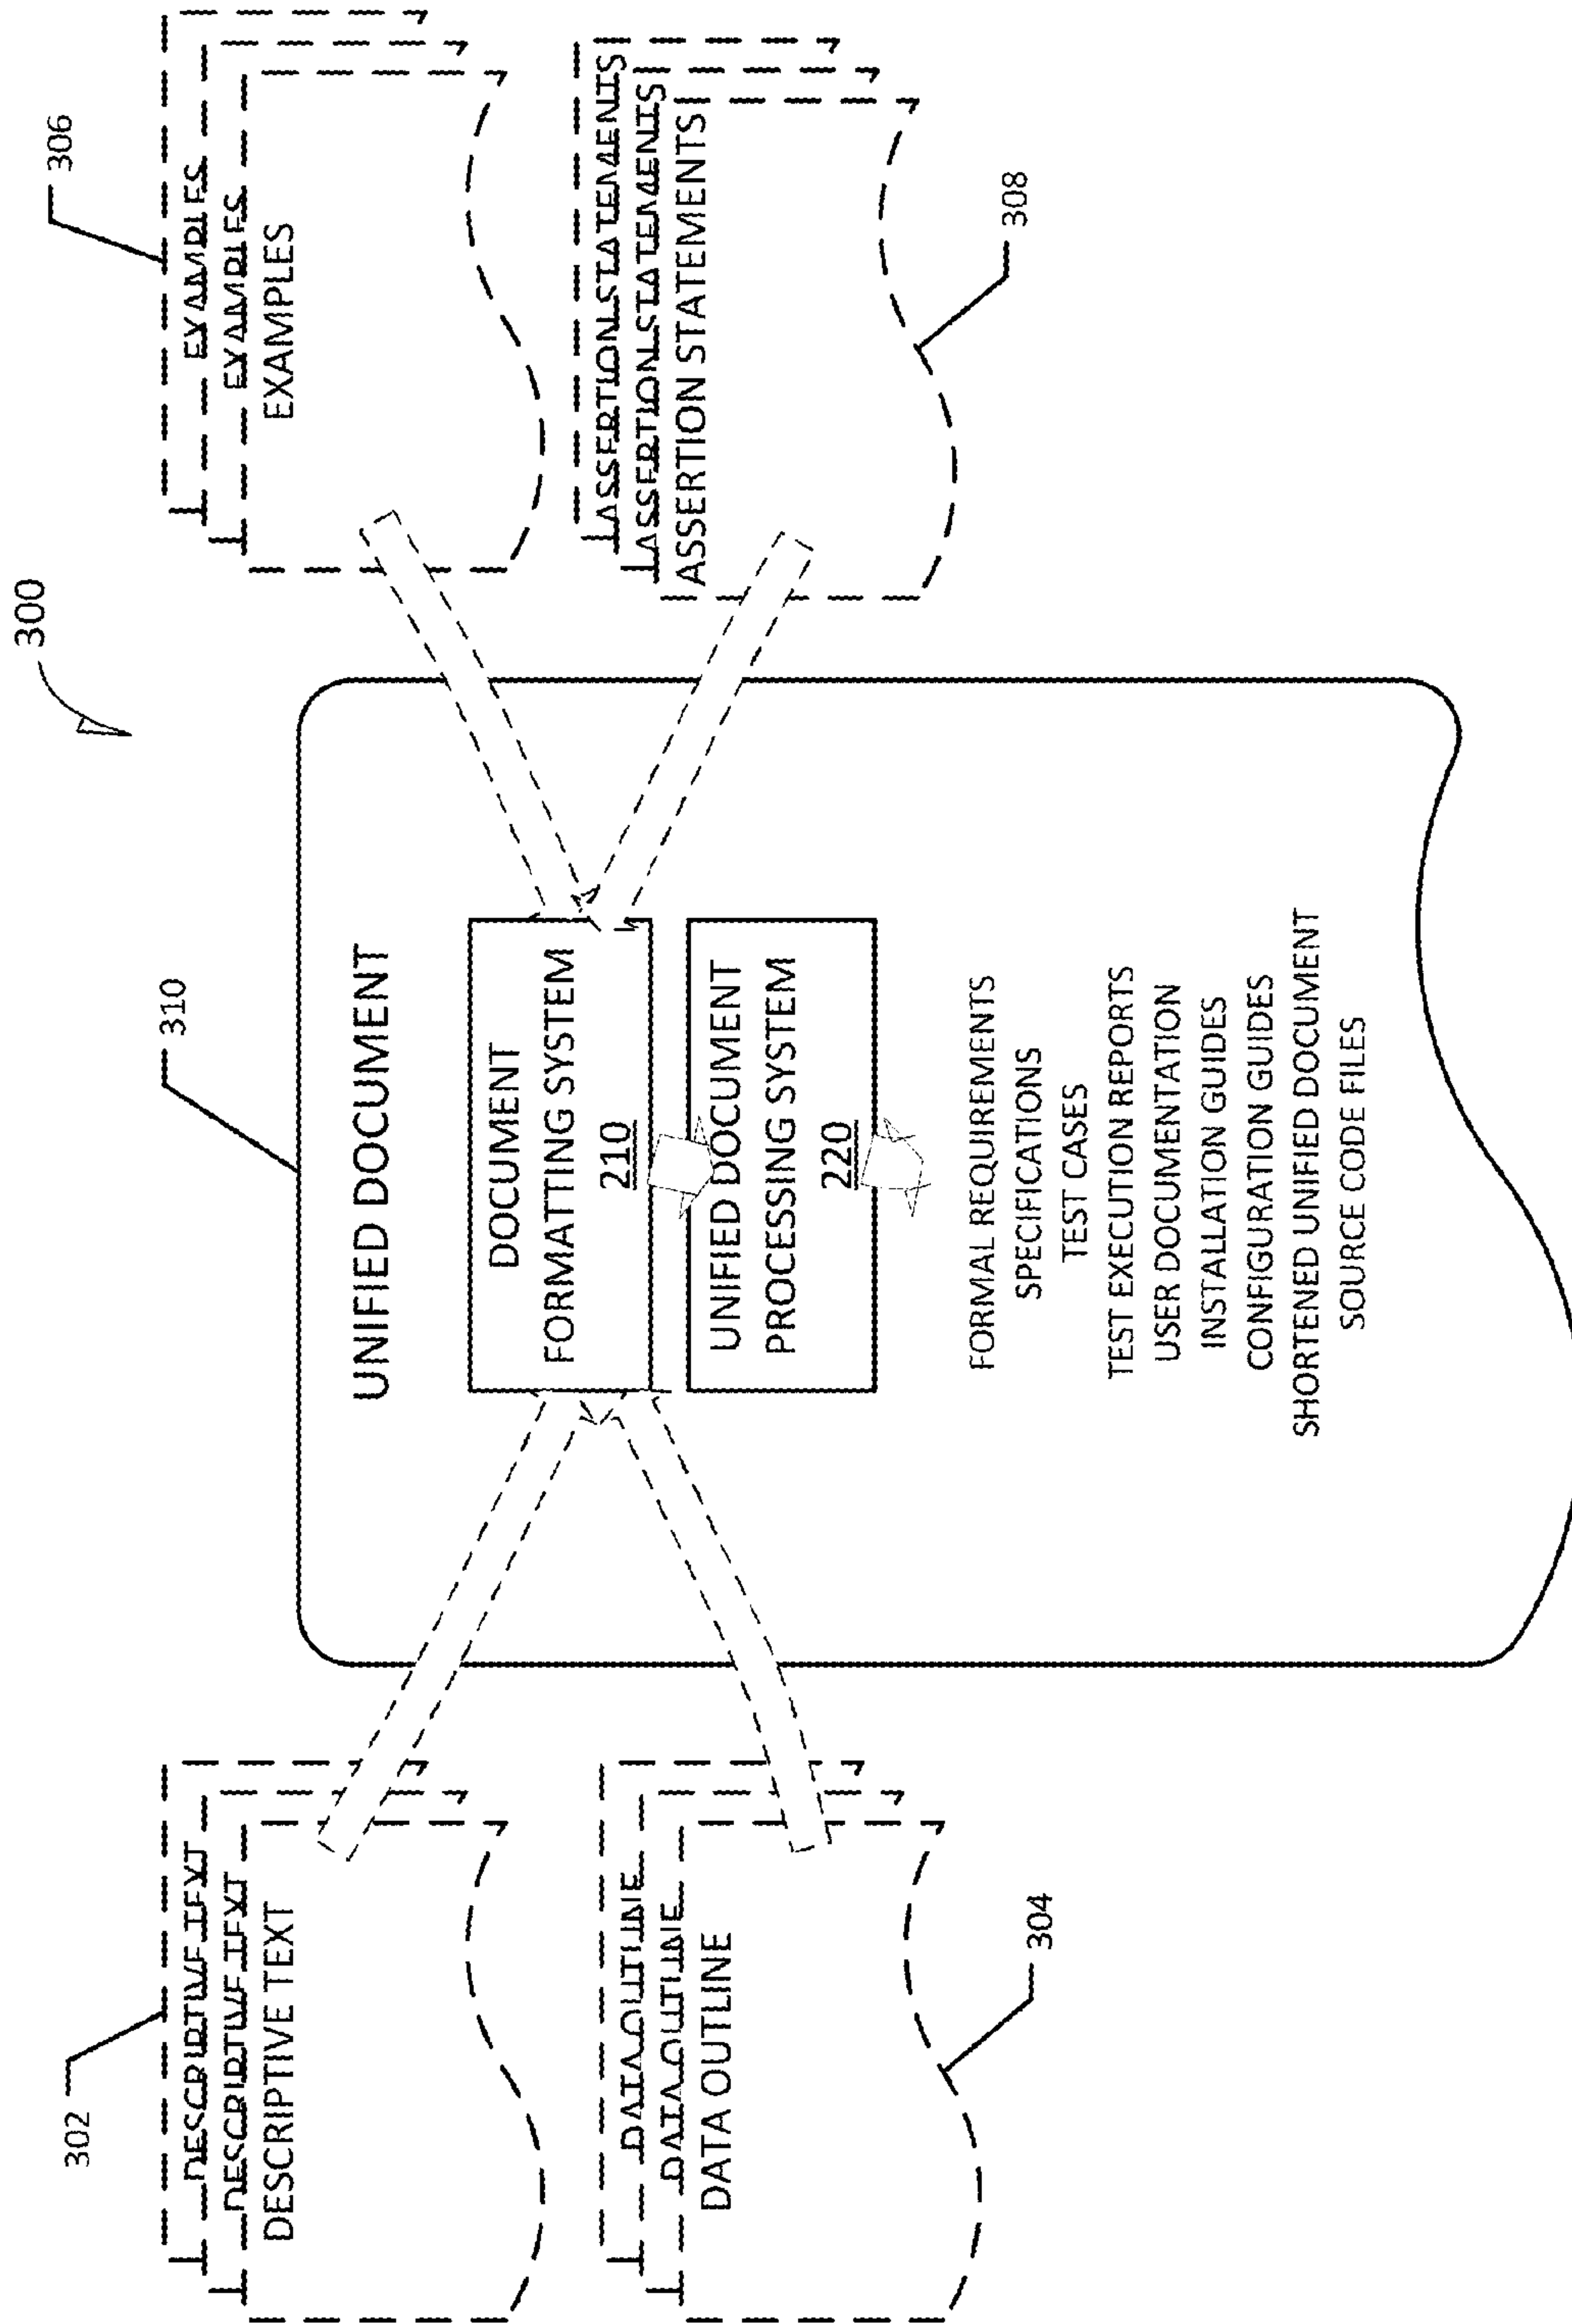 300
302
DESCRIPTIVE TEXT
DESCRIPTIVE TEXT
DESCRIPTIVE TEXT
DATA OUTLINE
DATA OUTLINE
DATA OUTLINE
304
310
UNIFIED DOCUMENT
DOCUMENT
FORMATTING SYSTEM
210
UNIFIED DOCUMENT
PROCESSING SYSTEM
220
FORMAL REQUIREMENTS
SPECIFICATIONS
TEST CASES
TEST EXECUTION REPORTS
USER DOCUMENTATION
INSTALLATION GUIDES
CONFIGURATION GUIDES
SHORTENED UNIFIED DOCUMENT
SOURCE CODE FILES
306
EXAMPLES
EXAMPLES
EXAMPLES
ASSERTION STATEMENTS
ASSERTION STATEMENTS
ASSERTION STATEMENTS
308